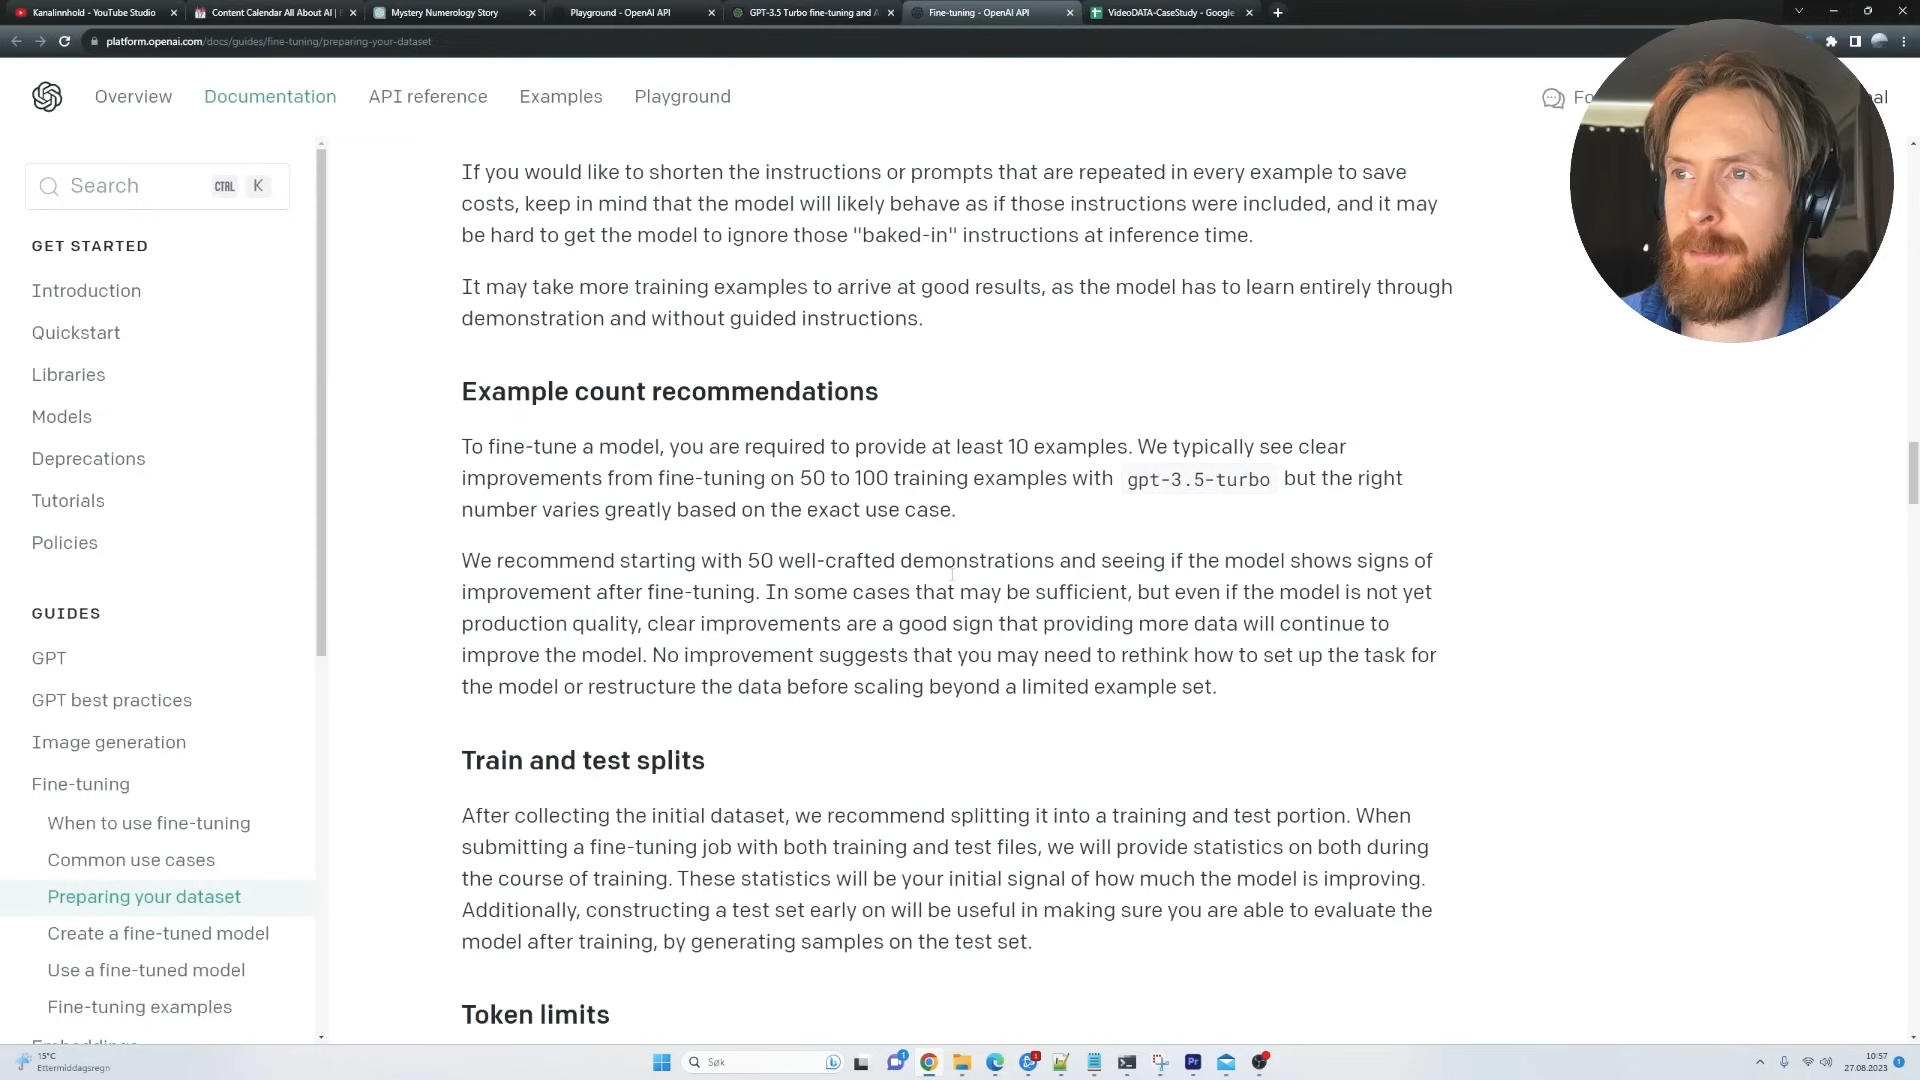 Kanalinnhold - YouTube Studio
Content Calendar All About AI |
Mystery Numerology Story
Playground - OpenAI API
GPT-3.5 Turbo fine-tuning and A
Fine-tuning - OpenAI API
VideoDATA-CaseStudy - Google
platform.openai.com/docs/guides/fine-tuning/preparing-your-dataset
Overview
Documentation
API reference
Examples
Playground
Search
CTRL
K
GET STARTED
Introduction
Quickstart
Libraries
Models
Deprecations
Tutorials
Policies
GUIDES
GPT
GPT best practices
Image generation
Fine-tuning
When to use fine-tuning
Common use cases
Preparing your dataset
Create a fine-tuned model
Use a fine-tuned model
Fine-tuning examples
If you would like to shorten the instructions or prompts that are repeated in every example to save
costs, keep in mind that the model will likely behave as if those instructions were included, and it may
be hard to get the model to ignore those "baked-in" instructions at inference time.
It may take more training examples to arrive at good results, as the model has to learn entirely through
demonstration and without guided instructions.
Example count recommendations
To fine-tune a model, you are required to provide at least 10 examples. We typically see clear
improvements from fine-tuning on 50 to 100 training examples with gpt-3.5-turbo but the right
number varies greatly based on the exact use case.
We recommend starting with 50 well-crafted demonstrations and seeing if the model shows signs of
improvement after fine-tuning. In some cases that may be sufficient, but even if the model is not yet
production quality, clear improvements are a good sign that providing more data will continue to
improve the model. No improvement suggests that you may need to rethink how to set up the task for
the model or restructure the data before scaling beyond a limited example set.
Train and test splits
After collecting the initial dataset, we recommend splitting it into a training and test portion. When
submitting a fine-tuning job with both training and test files, we will provide statistics on both during
the course of training. These statistics will be your initial signal of how much the model is improving.
Additionally, constructing a test set early on will be useful in making sure you are able to evaluate the
model after training, by generating samples on the test set.
Token limits
15°C
Ettermiddagsregn
Søk
Pr
10:57
27.08.2023